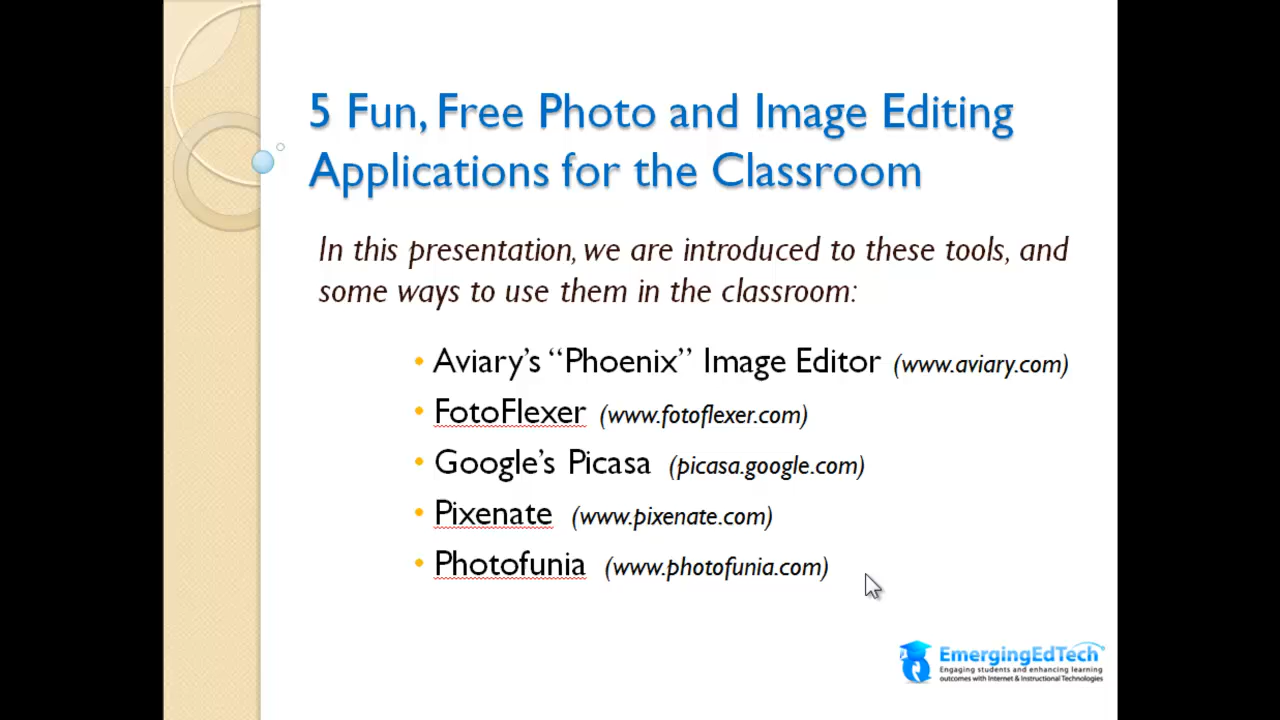 5 Fun, Free Photo and Image Editing
Applications for the Classroom
In this presentation, we are introduced to these tools, and
some ways to use them in the classroom:
• Aviary’s “Phoenix” Image Editor (www.aviary.com)
• FotoFlexer (www.fotoflexer.com)
• Google’s Picasa (picasa.google.com)
• Pixenate (www.pixenate.com)
• Photofunia (www.photofunia.com)
EmergingEdTech
Engaging students and enhancing learning
outcomes with Internet & Instructional Technologies